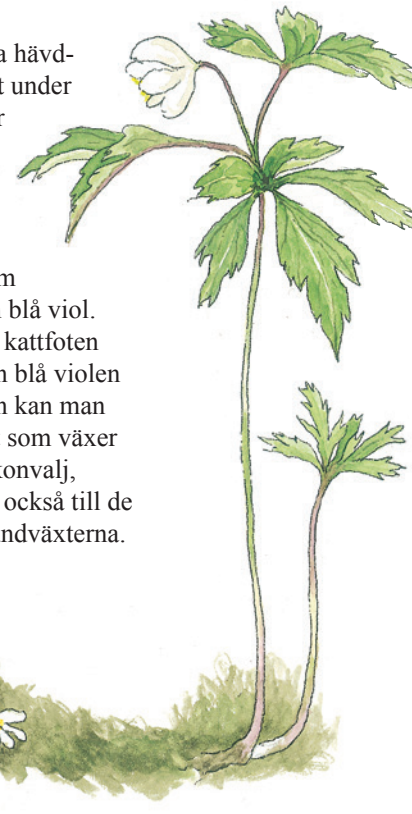 a hävd-
t under
r
m
blå viol.
kattfoten
n blå violen
n kan man
som växer
konvalj,
också till de
ndväxterna.